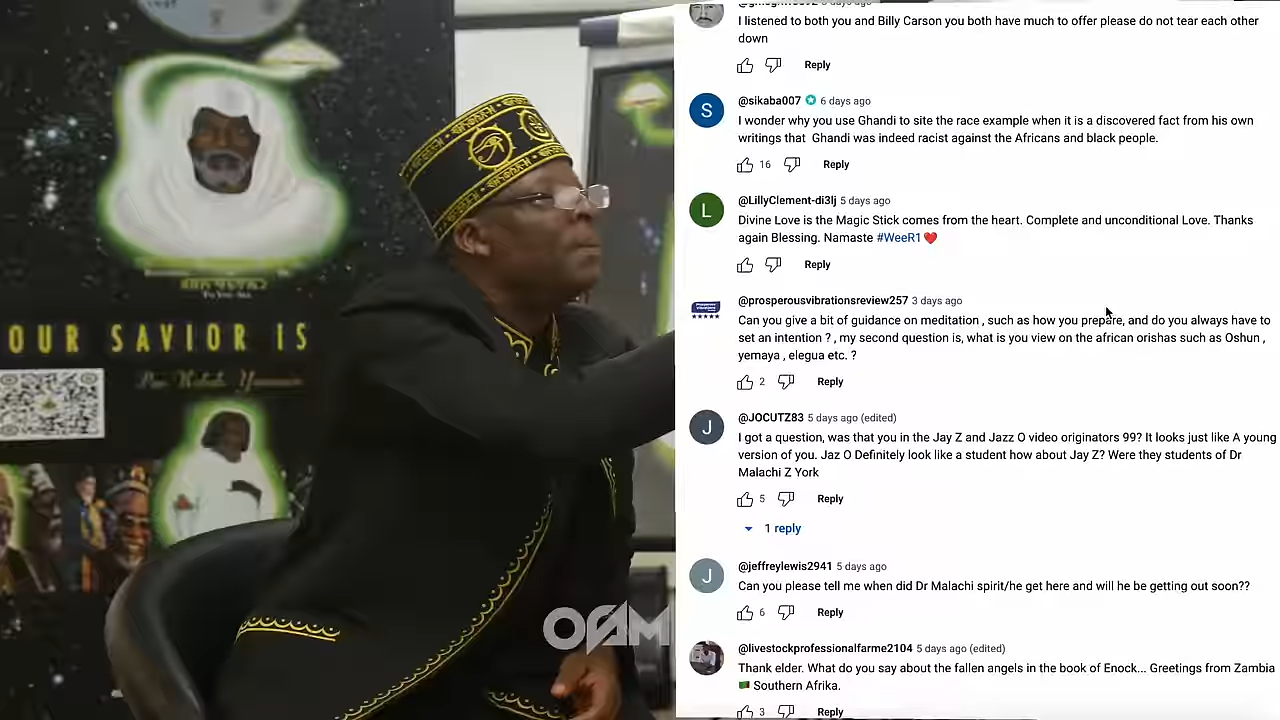 OUR SAVIOR IS
OGM
I listened to both you and Billy Carson you both have much to offer please do not tear each other
down
Reply
S
@sikaba007 6 days ago
I wonder why you use Ghandi to site the race example when it is a discovered fact from his own
writings that Ghandi was indeed racist against the Africans and black people.
16 Reply
L
@LillyClement-di3lj 5 days ago
Divine Love is the Magic Stick comes from the heart. Complete and unconditional Love. Thanks
again Blessing. Namaste #WeeR1❤️
Reply
@prosperousvibrationsreview257 3 days ago
Can you give a bit of guidance on meditation , such as how you prepare, and do you always have to
set an intention ? , my second question is, what is you view on the african orishas such as Oshun ,
yemaya , elegua etc. ?
2 Reply
J
@JOCUTZ83 5 days ago (edited)
I got a question, was that you in the Jay Z and Jazz O video originators 99? It looks just like A young
version of you. Jaz O Definitely look like a student how about Jay Z? Were they students of Dr
Malachi Z York
5 Reply
1 reply
J
@jeffreylewis2941 5 days ago
Can you please tell me when did Dr Malachi spirit/he get here and will he be getting out soon??
6 Reply
@livestockprofessionalfarme2104 5 days ago (edited)
Thank elder. What do you say about the fallen angels in the book of Enock... Greetings from Zambia
🇿🇲 Southern Afrika.
3 Reply